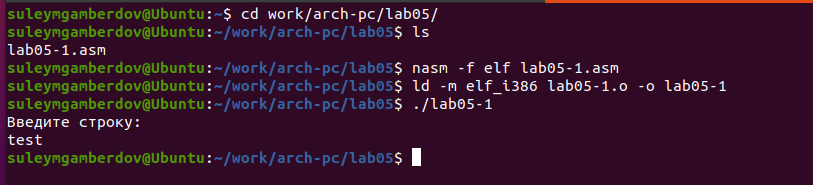 suleymgamberdov@Ubuntu:~$ cd work/arch-pc/lab05/
suleymgamberdov@Ubuntu:~/work/arch-pc/lab05$ ls
lab05-1.asm
suleymgamberdov@Ubuntu:~/work/arch-pc/lab05$ nasm -f elf lab05-1.asm
suleymgamberdov@Ubuntu:~/work/arch-pc/lab05$ ld -m elf_i386 lab05-1.o -o lab05-1
suleymgamberdov@Ubuntu:~/work/arch-pc/lab05$ ./lab05-1
Введите строку:
test
suleymgamberdov@Ubuntu:~/work/arch-pc/lab05$